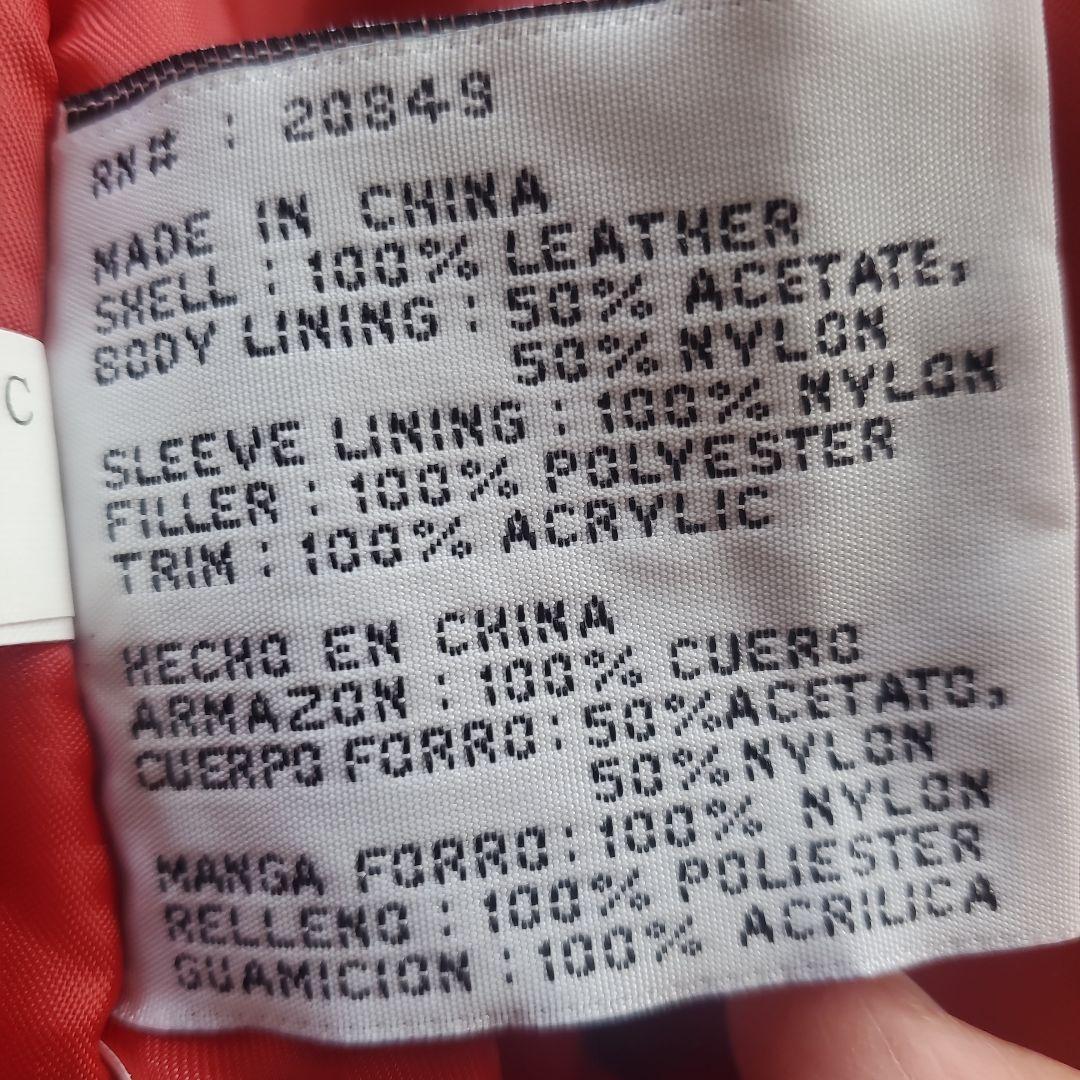 RN# : 20849
MADE IN CHINA
SHELL : 100% LEATHER
BODY LINING : 50% ACETATE,
50% NYLON
SLEEVE LINING : 100% NYLON
FILLER : 100% POLYESTER
TRIM : 100% ACRYLIC
HECHO EN CHINA
ARMAZON : 100% CUERO
CUERPO FORRO: 50%ACETATO,
50%NYLON
MANGA FORRO: 100% NYLON
RELLENO : 100% POLIESTER
GUAMICION : 100% ACRILICA
C